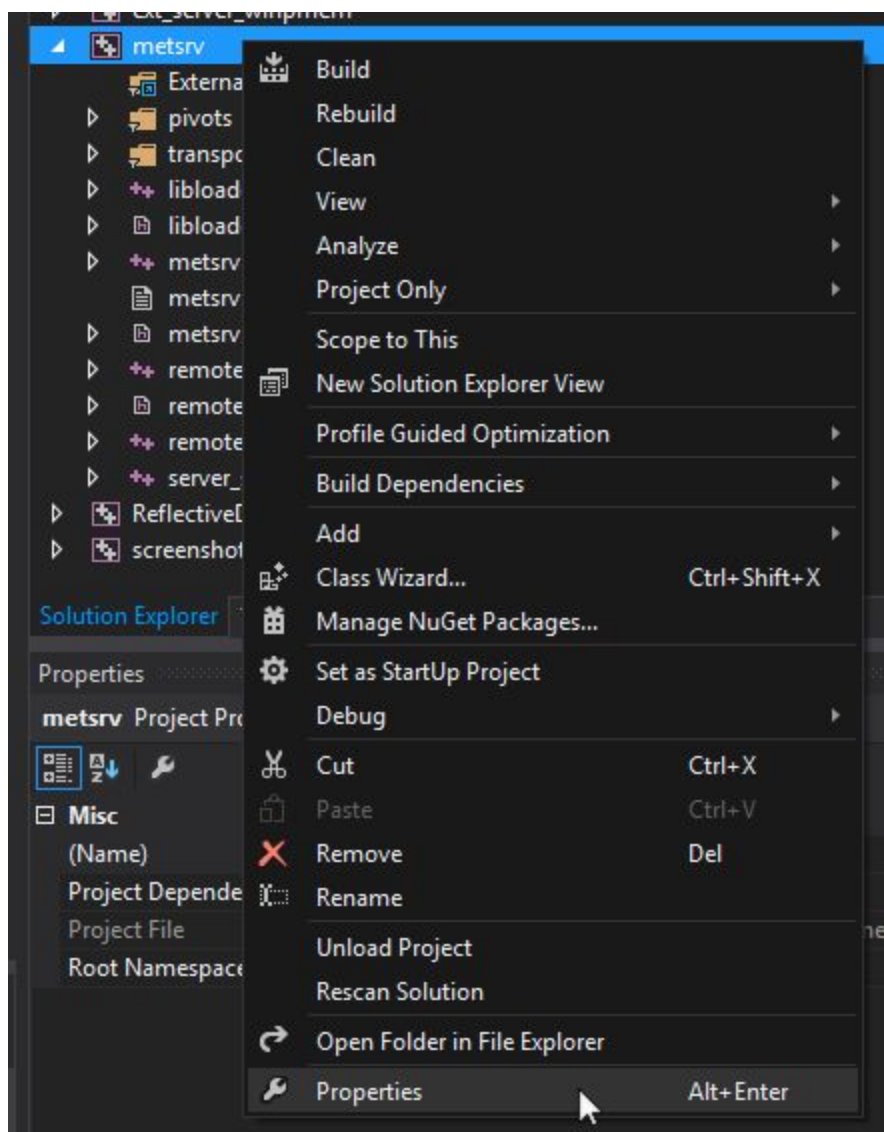 ext_server_winpmem
metsrv
Externa
pivots
transpo
libload
libload
metsrv
metsrv
metsrv
remote
remote
remote
server_
ReflectiveD
screenshot
Solution Explorer
Properties
metsrv Project Pro
Misc
(Name)
Project Depende
Project File
Root Namespace
Build
Rebuild
Clean
View
Analyze
Project Only
Scope to This
New Solution Explorer View
Profile Guided Optimization
Build Dependencies
Add
Class Wizard... Ctrl+Shift+X
Manage NuGet Packages...
Set as StartUp Project
Debug
Cut Ctrl+X
Paste Ctrl+V
Remove Del
Rename
Unload Project
Rescan Solution
Open Folder in File Explorer
Properties Alt+Enter